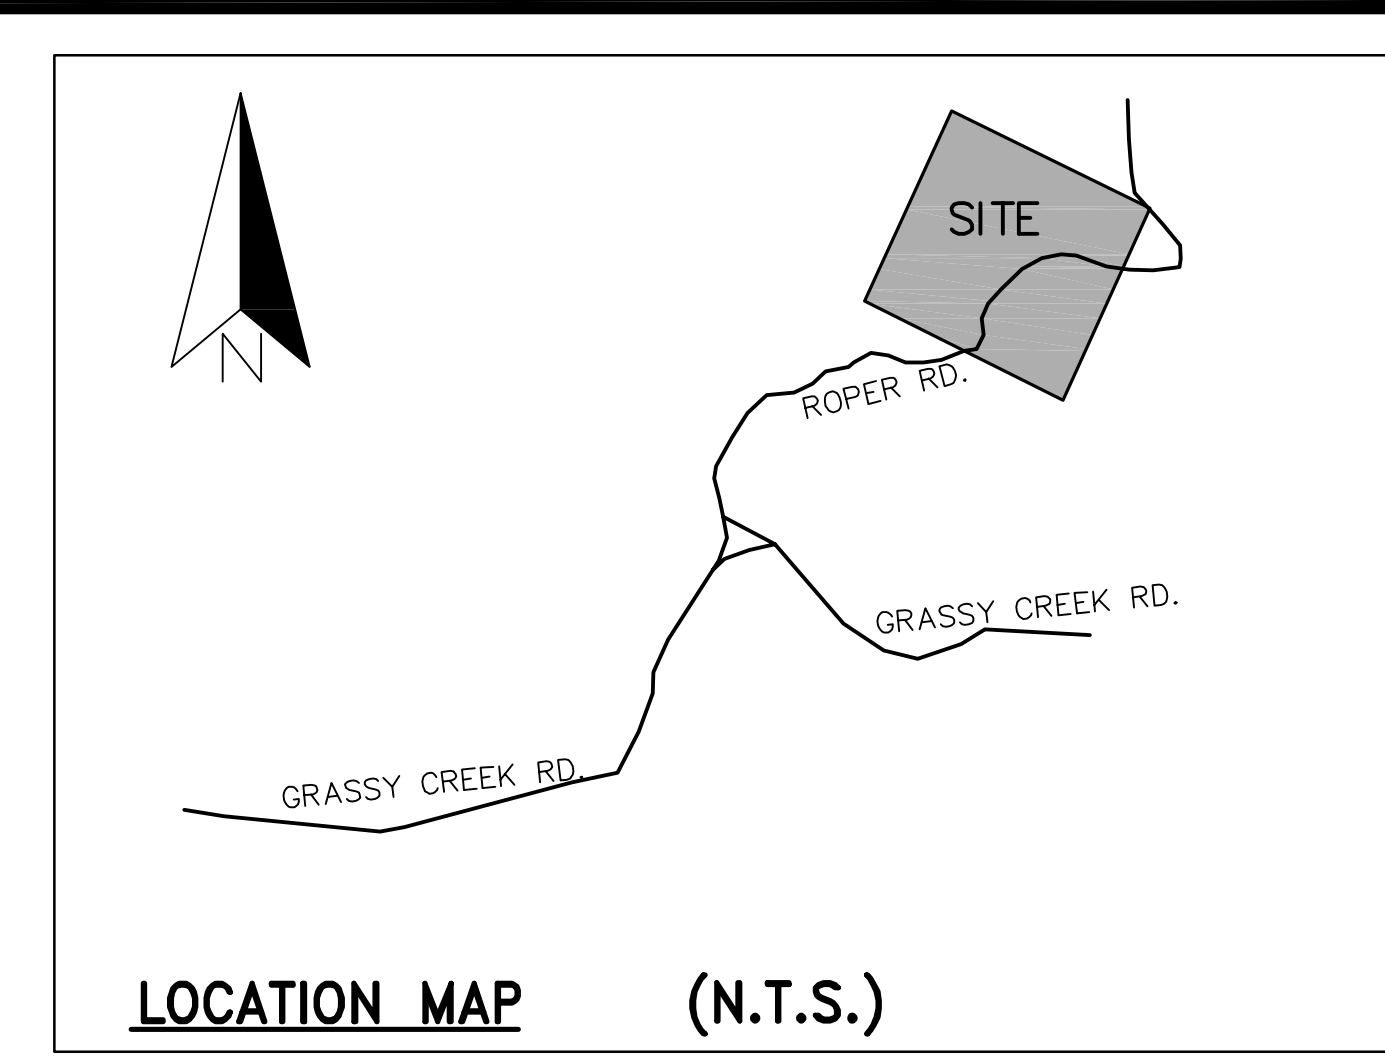 SITE
N
ROPER RD.
GRASSY CREEK RD.
GRASSY CREEK RD.
LOCATION MAP (N.T.S.)